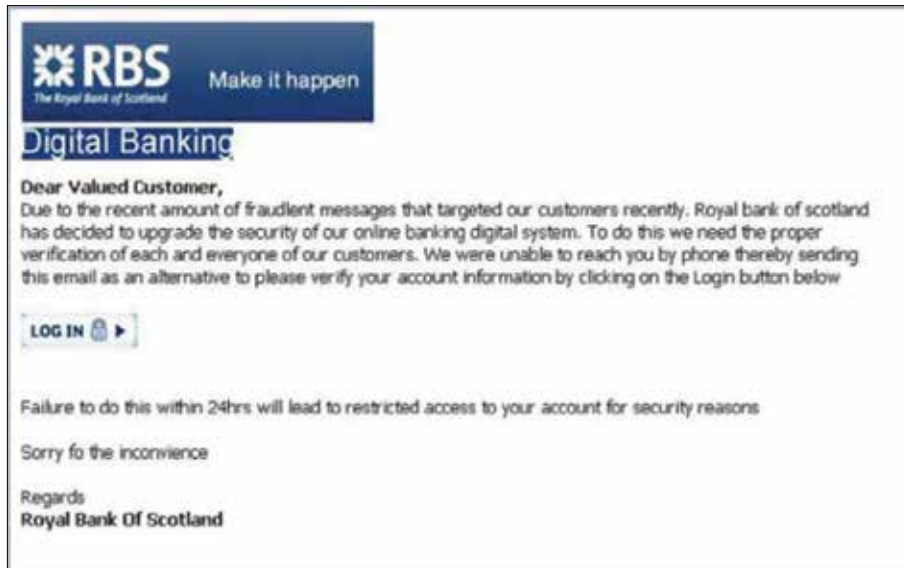 RBS
The Royal Bank of Scotland
Make it happen
Digital Banking
Dear Valued Customer,
Due to the recent amount of fraudlent messages that targeted our customers recently. Royal bank of scotland
has decided to upgrade the security of our online banking digital system. To do this we need the proper
verification of each and everyone of our customers. We were unable to reach you by phone thereby sending
this email as an alternative to please verify your account information by clicking on the Login button below
LOG IN
Failure to do this within 24hrs will lead to restricted access to your account for security reasons
Sorry fo the inconvience
Regards
Royal Bank Of Scotland